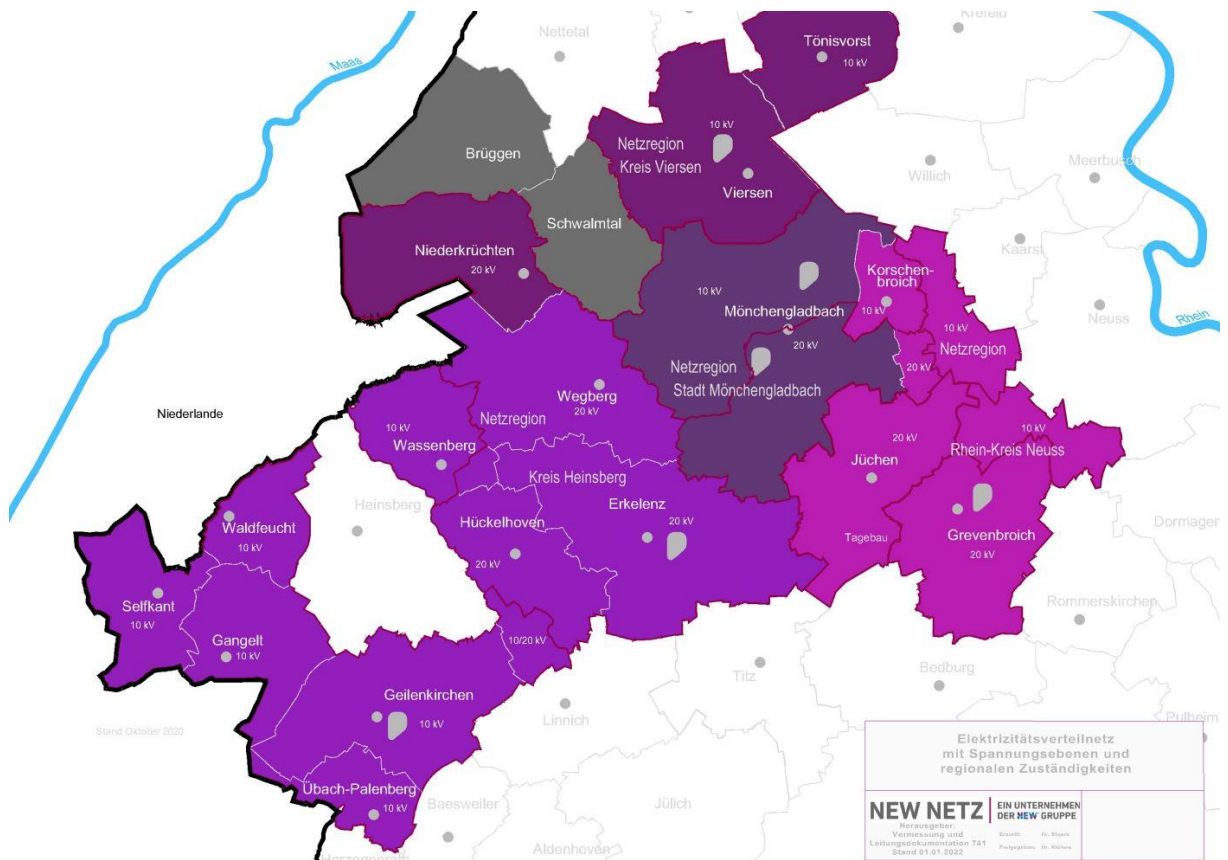 Nettetal
Krefeld
Tönisvorst
10 kV
Maas
10 kV
Netzregion
Kreis Viersen
Brüggen
Viersen
Willich
Meerbusch
Schwalmtal
Niederkrüchten
20 kV
Kaarst
Korschen-
broich
10 kV
10 kV
Mönchengladbach
10 kV
Neuss
Rhein
20 kV
Netzregion
Netzregion
Stadt Mönchengladbach
20 kV
Niederlande
Wegberg
20 kV
Netzregion
10 kV
Wassenberg
20 kV
10 kV
Jüchen
Rhein-Kreis Neuss
Kreis Heinsberg
Heinsberg
Erkelenz
20 kV
Hückelhoven
20 kV
Waldfeucht
10 kV
Dormagen
Tagebau
Grevenbroich
20 kV
Selfkant
10 kV
Rommerskirchen
Gangelt
10 kV
10/20 kV
Titz
Bedburg
Geilenkirchen
10 kV
Linnich
Pulheim
Stand Oktober 2020
Übach-Palenberg
10 kV
Baesweiler
Jülich
Aldenhoven
Herzogenrath
Elektrizitätsverteilnetz
mit Spannungsebenen und
regionalen Zuständigkeiten
NEW NETZ
EIN UNTERNEHMEN
DER NEW GRUPPE
Herausgeber:
Vermessung und
Leitungsdokumentation 741
Stand 01.01.2022
Erstellt:
Freigegeben: